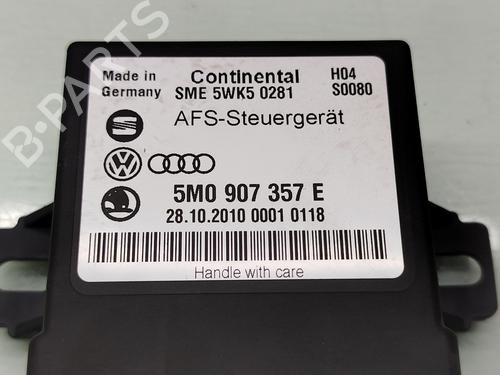 Made in
Germany
Continental
SME 5WK5 0281
H04
S0080
AFS-Steuergerät
5M0 907 357 E
28.10.2010 0001 0118
Handle with care
B-PARTS